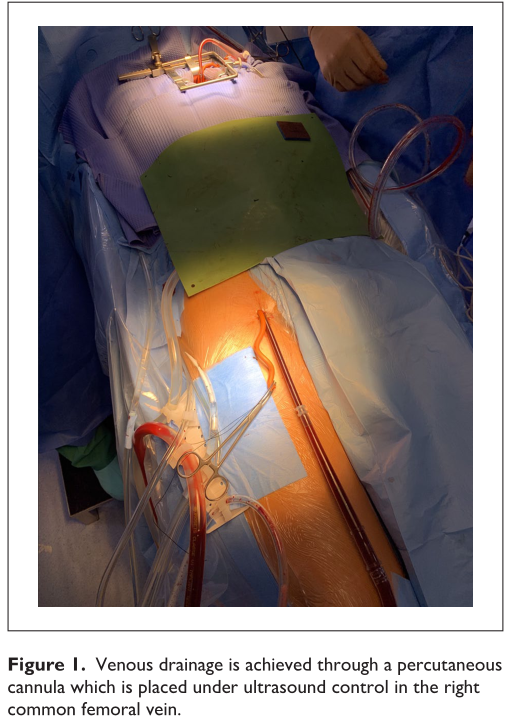 Figure 1. Venous drainage is achieved through a percutaneous
cannula which is placed under ultrasound control in the right
common femoral vein.